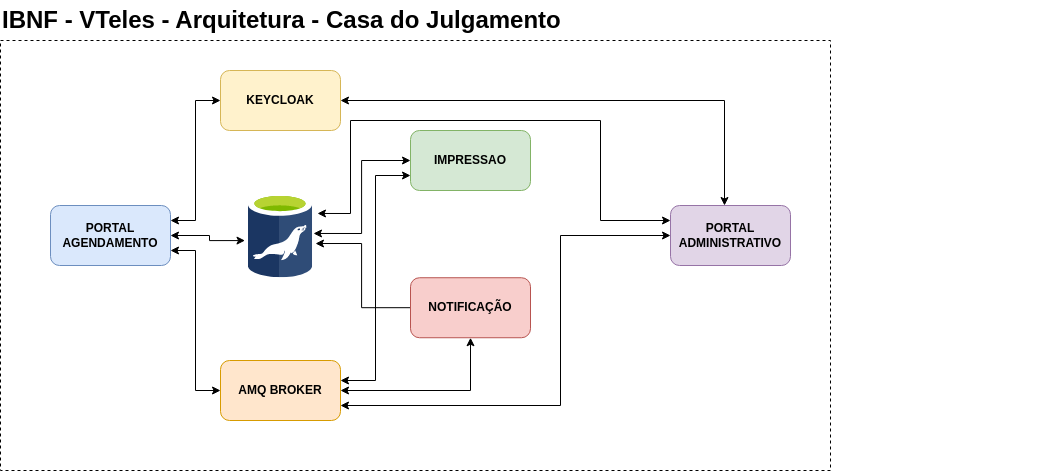 IBNF - VTeles - Arquitetura - Casa do Julgamento
KEYCLOAK
IMPRESSAO
PORTAL
AGENDAMENTO
PORTAL
ADMINISTRATIVO
NOTIFICAÇÃO
AMQ BROKER